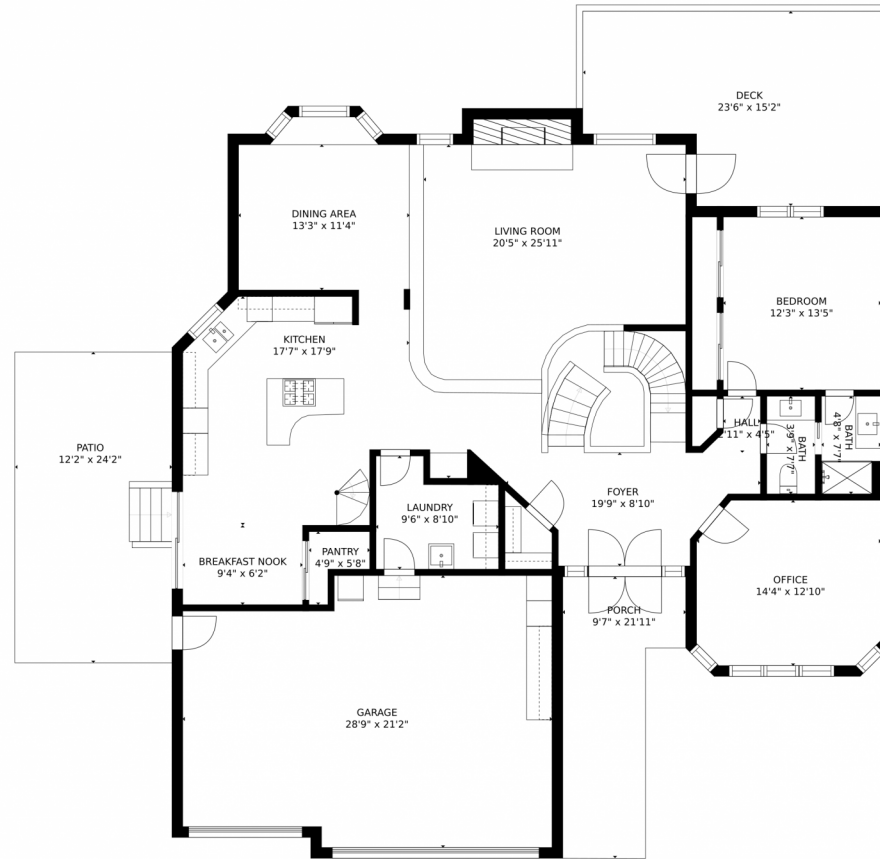 DECK
23'6" x 15'2"
DINING AREA
13'3" x 11'4"
LIVING ROOM
20'5" x 25'11"
BEDROOM
12'3" x 13'5"
KITCHEN
17'7" x 17'9"
PATIO
12'2" x 24'2"
HALL
'11" x 4'5"
BATH
3'9" x 7'7"
BATH
4'8" x 7'7"
FOYER
19'9" x 8'10"
LAUNDRY
9'6" x 8'10"
BREAKFAST NOOK
9'4" x 6'2"
PANTRY
4'9" x 5'8"
OFFICE
14'4" x 12'10"
PORCH
9'7" x 21'11"
GARAGE
28'9" x 21'2"